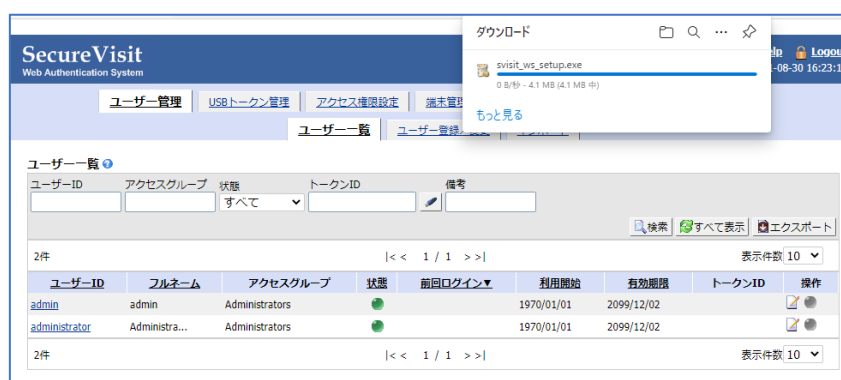 ダウンロード
svisit_ws_setup.exe
0 B/秒 - 4.1 MB (4.1 MB 中)
もっと見る
SecureVisit
Web Authentication System
Logou
-08-30 16:23:1
ユーザー管理 USBトークン管理 アクセス権限設定 端末管
ユーザー一覧
ユーザー一覧
ユーザーID アクセスグループ 状態 トークンID 備考
すべて
検索 すべて表示 エクスポート
2件 |<< 1 / 1 >>| 表示件数 10
ユーザーID フルネーム アクセスグループ 状態 前回ログイン▼ 利用開始 有効期限 トークンID 操作
admin admin Administrators 1970/01/01 2099/12/02
administrator Administra... Administrators 1970/01/01 2099/12/02
2件 |<< 1 / 1 >>| 表示件数 10